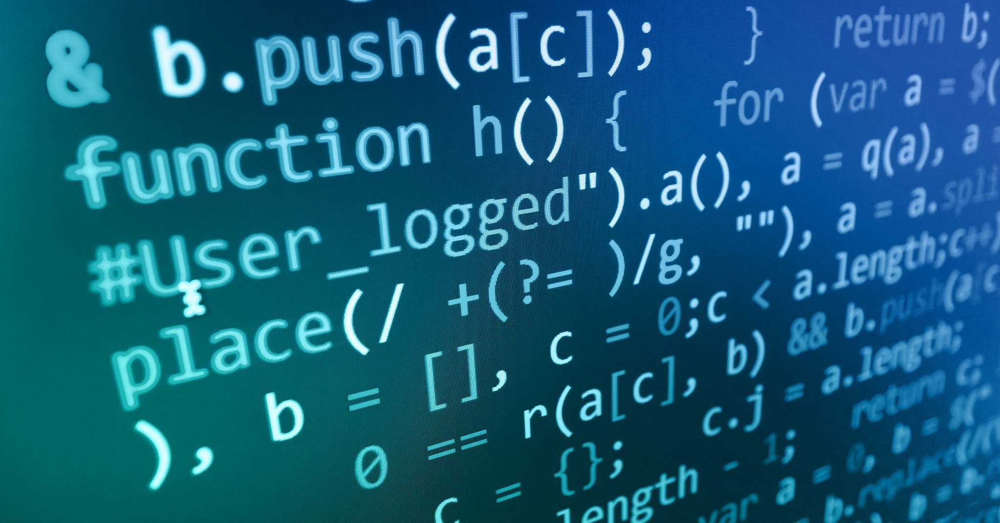 & b.push(a[c]); } return b;
function h() { for (var a = $(
#User_logged").a(), a = q(a), a =
place(/ +(?= )/g, ""), a = a.spli
), b = [], c = 0;c < a.length;c++)
0 == r(a[c], b) && b.push(a[c
c = {}; c.j = a.length;
length - 1; return c;
var a = 0, b = $("
b.replace(